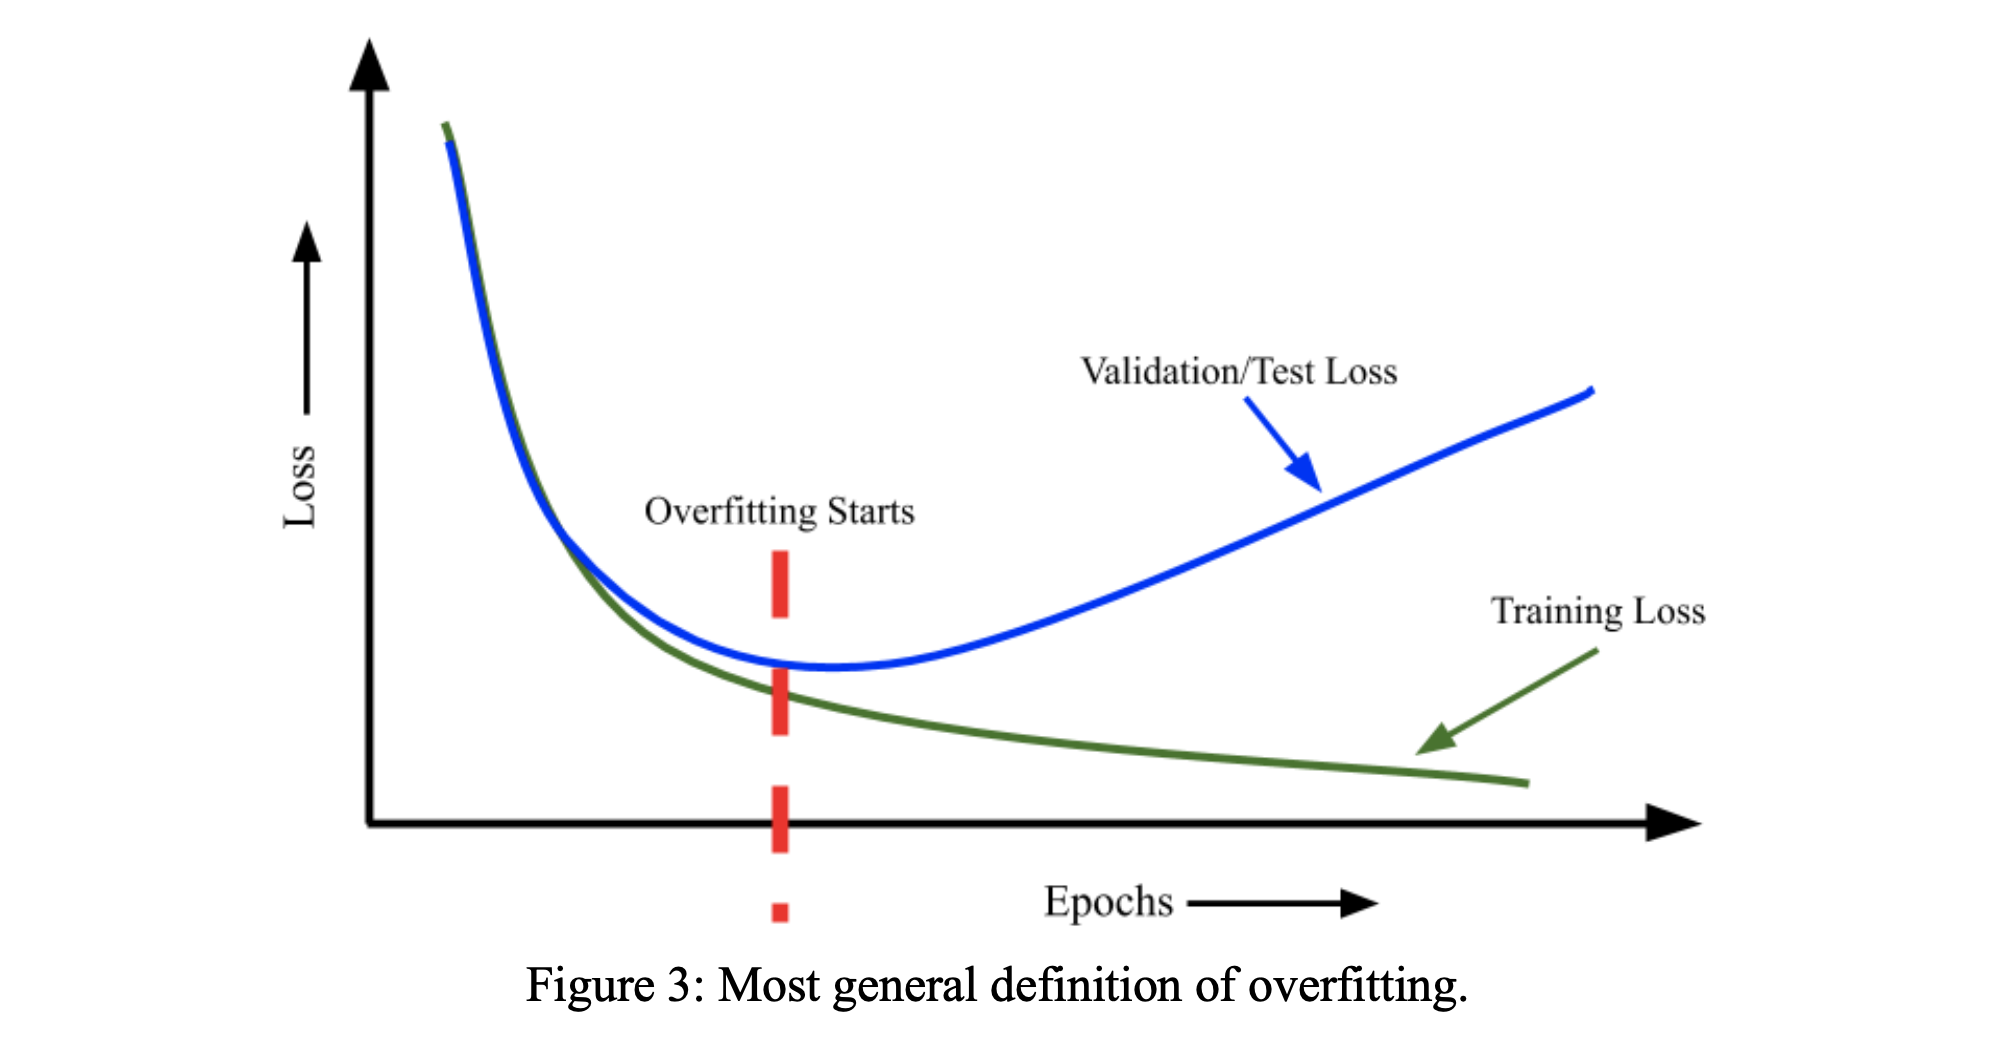 Validation/Test Loss
Loss
Overfitting Starts
Training Loss
Epochs
Figure 3: Most general definition of overfitting.